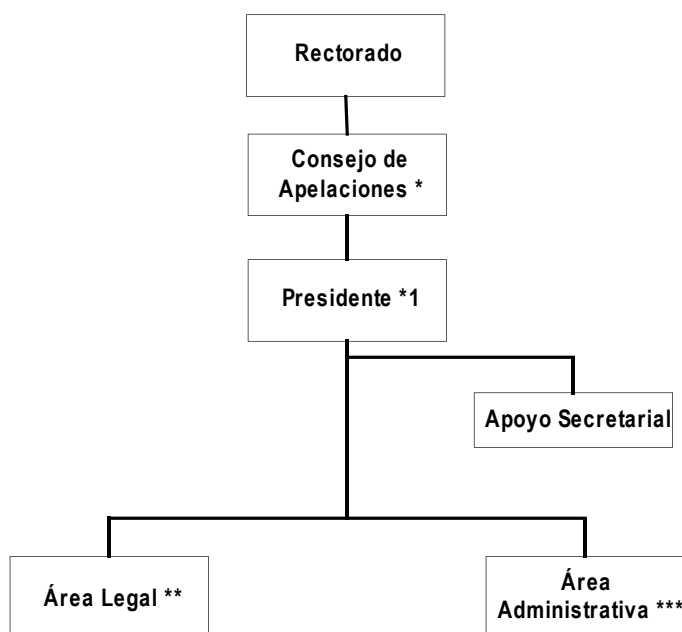 Rectorado
Consejo de
Apelaciones *
Presidente *1
Apoyo Secretarial
Área Legal **
Área
Administrativa ***